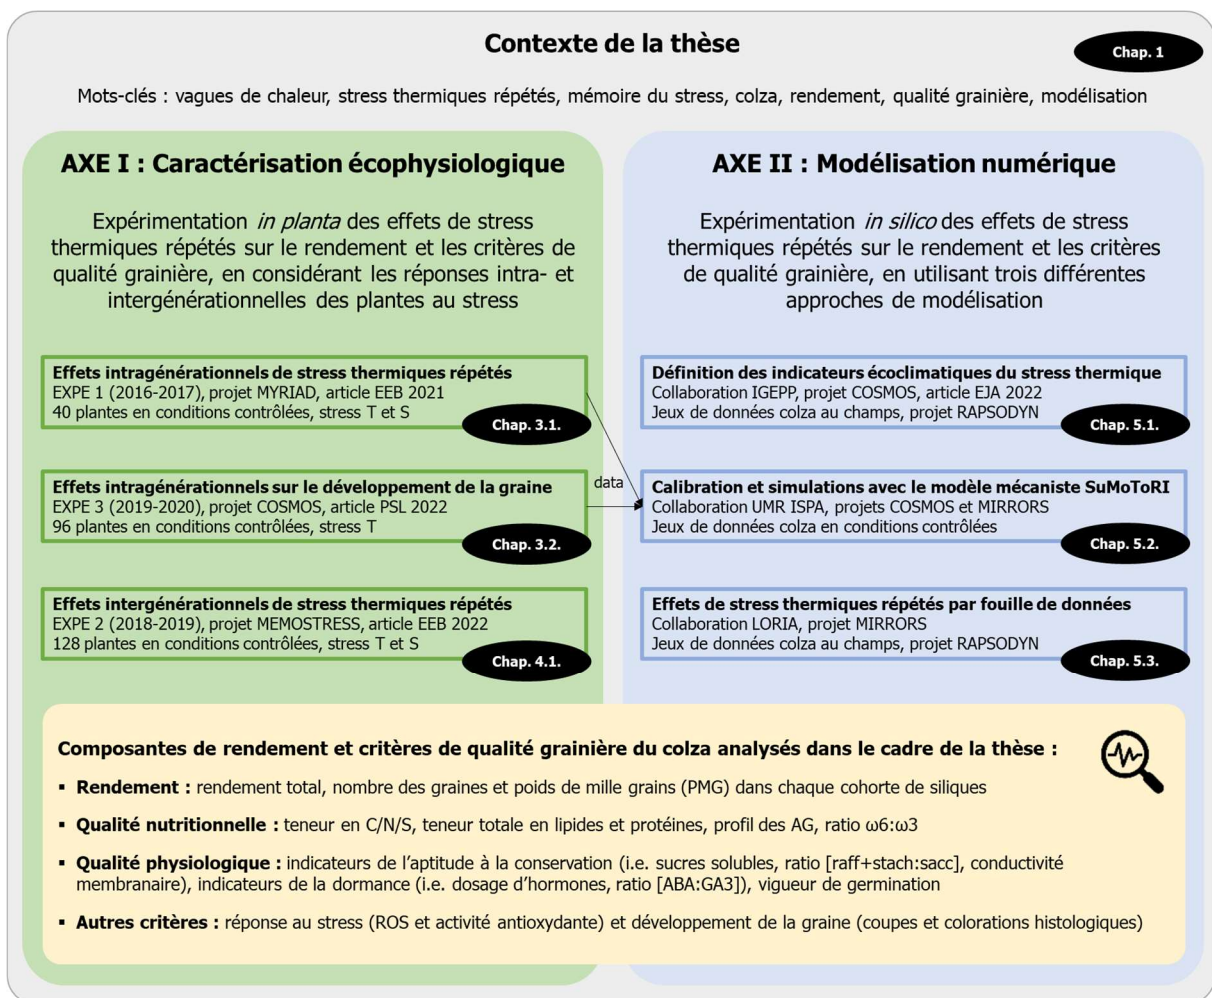 Contexte de la thèse
Chap. 1
Mots-clés : vagues de chaleur, stress thermiques répétés, mémoire du stress, colza, rendement, qualité grainière, modélisation
AXE I : Caractérisation écophysiologique
Expérimentation in planta des effets de stress
thermiques répétés sur le rendement et les critères de
qualité grainière, en considérant les réponses intra- et
intergénérationnelles des plantes au stress
Effets intragénérationnels de stress thermiques répétés
EXPE 1 (2016-2017), projet MYRIAD, article EEB 2021
40 plantes en conditions contrôlées, stress T et S
Chap. 3.1.
Effets intragénérationnels sur le développement de la graine
EXPE 3 (2019-2020), projet COSMOS, article PSL 2022
96 plantes en conditions contrôlées, stress T
Chap. 3.2.
Effets intergénérationnels de stress thermiques répétés
EXPE 2 (2018-2019), projet MEMOSTRESS, article EEB 2022
128 plantes en conditions contrôlées, stress T et S
Chap. 4.1.
data
AXE II : Modélisation numérique
Expérimentation in silico des effets de stress
thermiques répétés sur le rendement et les critères
de qualité grainière, en utilisant trois différentes
approches de modélisation
Définition des indicateurs écoclimatiques du stress thermique
Collaboration IGEPP, projet COSMOS, article EJA 2022
Jeux de données colza au champs, projet RAPSODYN
Chap. 5.1.
Calibration et simulations avec le modèle mécaniste SuMoToRI
Collaboration UMR ISPA, projets COSMOS et MIRRORS
Jeux de données colza en conditions contrôlées
Chap. 5.2.
Effets de stress thermiques répétés par fouille de données
Collaboration LORIA, projet MIRRORS
Jeux de données colza au champs, projet RAPSODYN
Chap. 5.3.
Composantes de rendement et critères de qualité grainière du colza analysés dans le cadre de la thèse :
▪ Rendement : rendement total, nombre des graines et poids de mille grains (PMG) dans chaque cohorte de siliques
▪ Qualité nutritionnelle : teneur en C/N/S, teneur totale en lipides et protéines, profil des AG, ratio ω6:ω3
▪ Qualité physiologique : indicateurs de l'aptitude à la conservation (i.e. sucres solubles, ratio [raff+stach:sacc], conductivité
membranaire), indicateurs de la dormance (i.e. dosage d'hormones, ratio [ABA:GA3]), vigueur de germination
▪ Autres critères : réponse au stress (ROS et activité antioxydante) et développement de la graine (coupes et colorations histologiques)